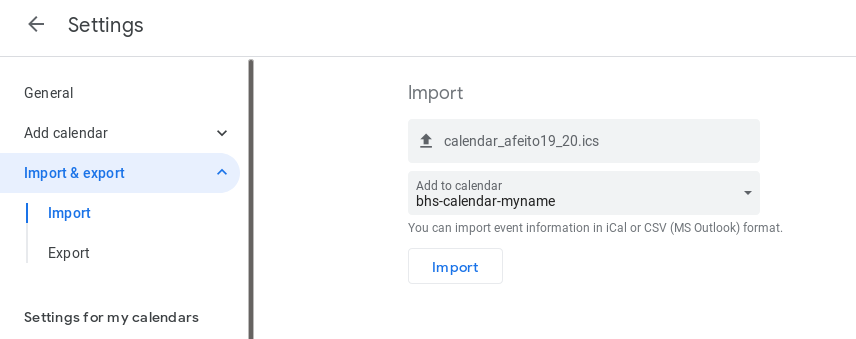 Settings
General
Add calendar
Import & export
Import
Export
Settings for my calendars
Import
calendar_afeito19_20.ics
Add to calendar
bhs-calendar-myname
You can import event information in iCal or CSV (MS Outlook) format.
Import